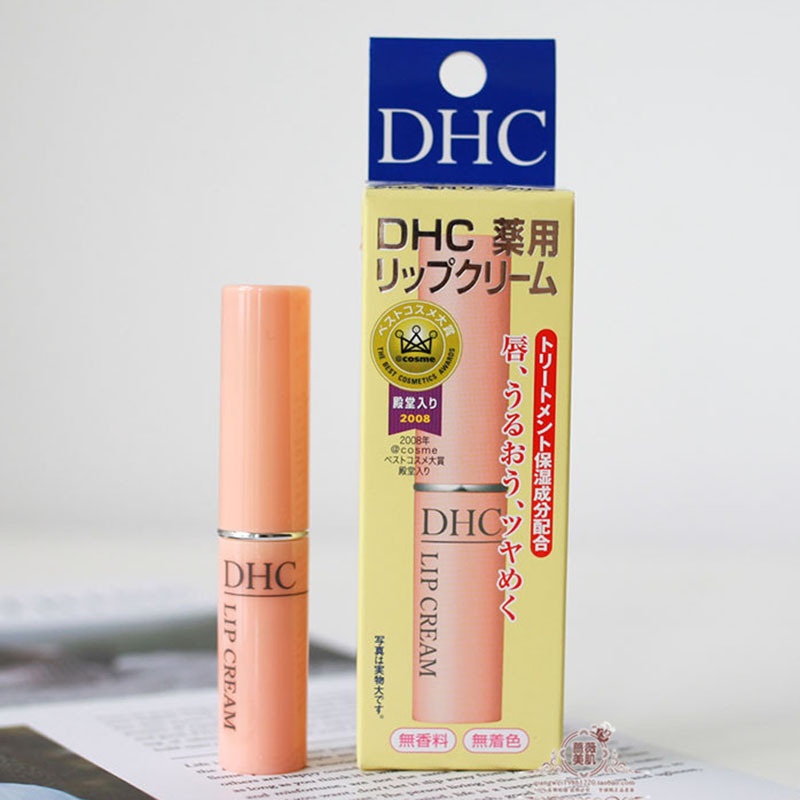 DHC
DHC 薬用
リップクリーム
ベストコスメ大賞
@cosme
THE BEST COSMETICS AWARDS
殿堂入り
2008
2008年
@cosme
ベストコスメ大賞
殿堂入り
トリートメント保湿成分配合
唇、うるおう、ツヤめく
DHC
LIP CREAM
写真は実物大です。
無香料
無着色
DHC
LIP CREAM
薔薇
美肌